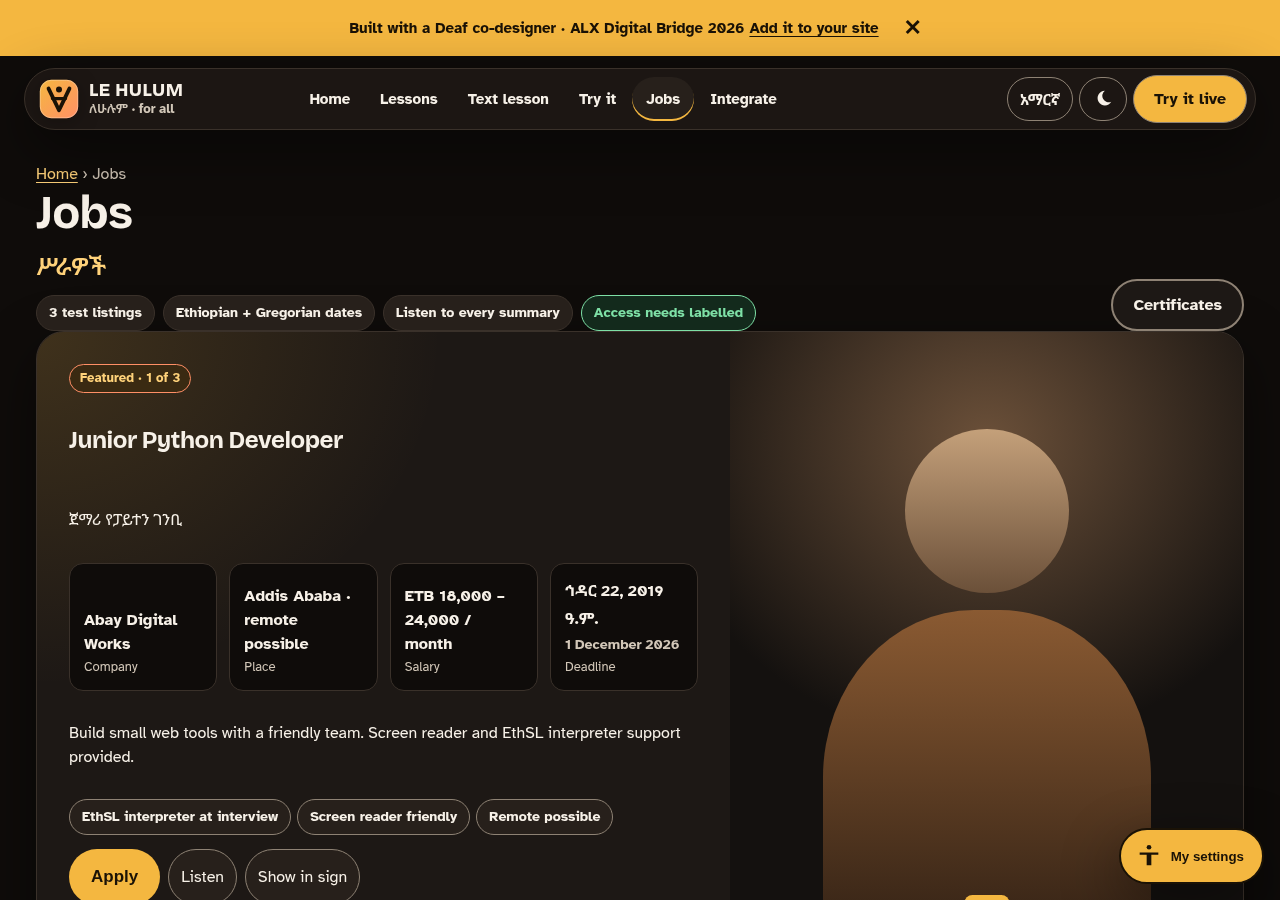 Built with a Deaf co-designer · ALX Digital Bridge 2026 Add it to your site ✕
LE HULUM
ለሁሉም · for all
Home Lessons Text lesson Try it Jobs Integrate
አማርኛ
Try it live
Home › Jobs
Jobs
ሥራዎች
3 test listings
Ethiopian + Gregorian dates
Listen to every summary
Access needs labelled
Certificates
Featured · 1 of 3
Junior Python Developer
ጀማሪ የፓይተን ገንቢ
Abay Digital
Works
Company
Addis Ababa ·
remote
possible
Place
ETB 18,000 –
24,000 /
month
Salary
ኅዳር 22, 2019
ዓ.ም.
1 December 2026
Deadline
Build small web tools with a friendly team. Screen reader and EthSL interpreter support
provided.
EthSL interpreter at interview
Screen reader friendly
Remote possible
Apply
Listen
Show in sign
My settings